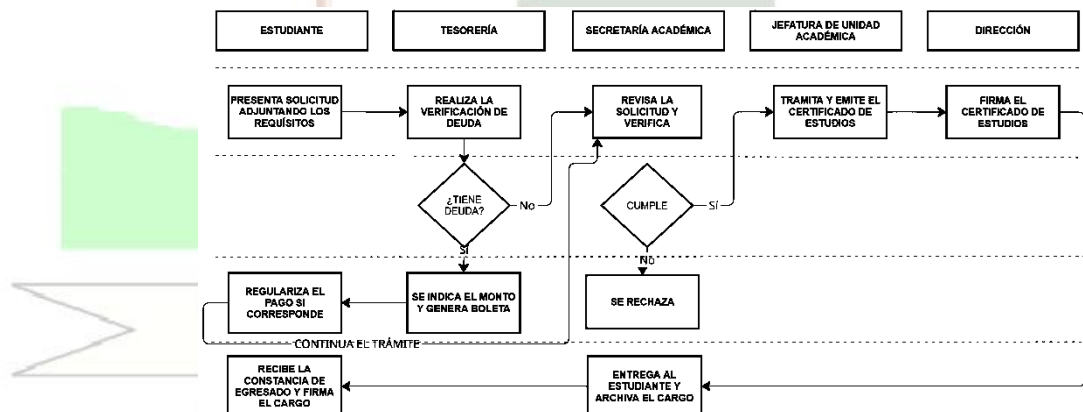 ESTUDIANTE
TESORERÍA
SECRETARÍA ACADÉMICA
JEFATURA DE UNIDAD
ACADÉMICA
DIRECCIÓN
PRESENTA SOLICITUD
ADJUNTANDO LOS
REQUÍSITOS
REALIZA LA
VERIFICACIÓN DE
DEUDA
REVISA LA
SOLICITUD Y
VERIFICA
TRAMITA Y EMITE EL
CERTIFICADO DE
ESTUDIOS
FIRMA EL
CERTIFICADO DE
ESTUDIOS
¿TIENE
DEUDA?
No
CUMPLE
Sí
Sí
No
REGULARIZA EL
PAGO SI
CORRESPONDE
SE INDICA EL MONTO
Y GENERA BOLETA
SE RECHAZA
CONTINUA EL TRÁMITE
RECIBE LA
CONSTANCIA DE
EGRESADO Y FIRMA
EL CARGO
ENTREGA AL
ESTUDIANTE Y
ARCHIVA EL CARGO